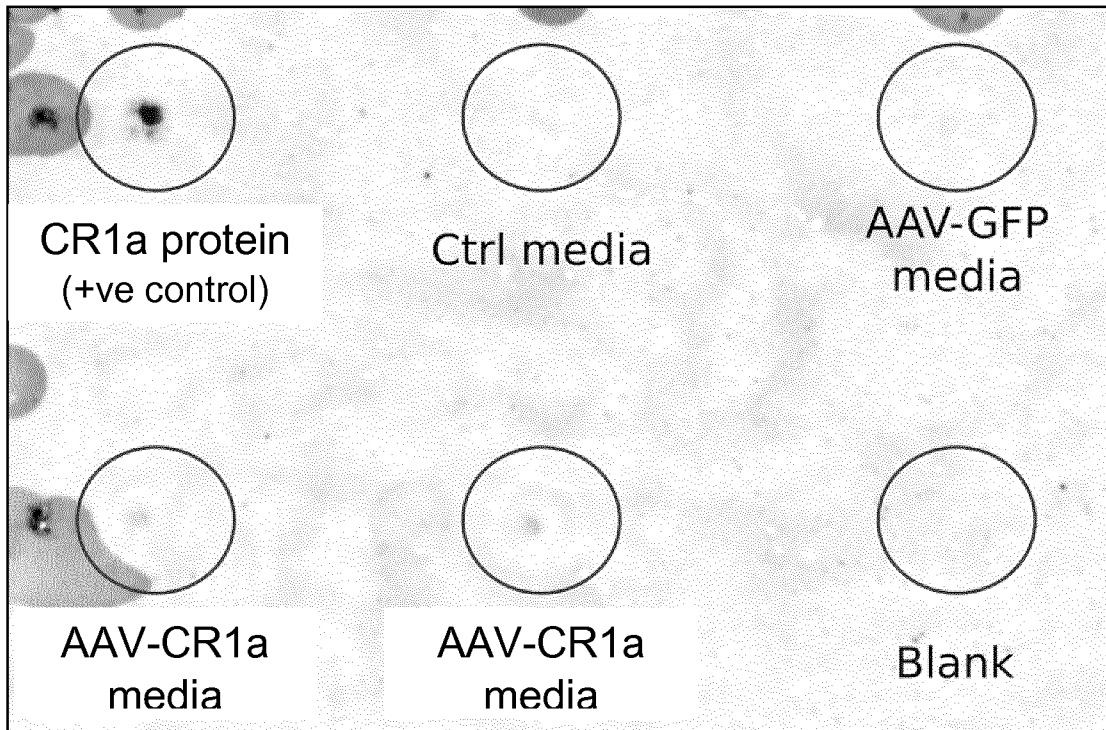 CR1a protein
(+ve control)
Ctrl media
AAV-GFP
media
AAV-CR1a
media
AAV-CR1a
media
Blank